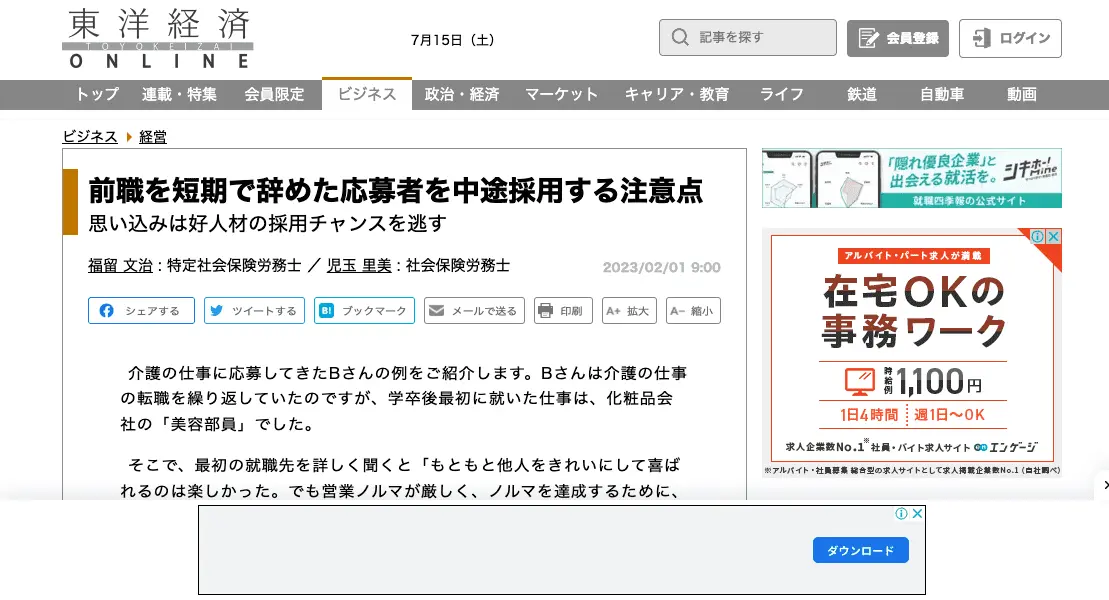 東洋経済
TOYOKEIZAI
ONLINE
7月15日（土）
記事を探す
会員登録
ログイン
トップ 連載・特集 会員限定 ビジネス 政治・経済 マーケット キャリア・教育 ライフ 鉄道 自動車 動画
ビジネス 経営
前職を短期で辞めた応募者を中途採用する注意点
思い込みは好人材の採用チャンスを逃す
福留 文治 : 特定社会保険労務士 ／ 児玉 里美 : 社会保険労務士
2023/02/01 9:00
シェアする ツイートする B! ブックマーク メールで送る 印刷 A+ 拡大 A− 縮小
介護の仕事に応募してきたBさんの例をご紹介します。Bさんは介護の仕事
の転職を繰り返していたのですが、学卒後最初に就いた仕事は、化粧品会
社の「美容部員」でした。
そこで、最初の就職先を詳しく聞くと「もともと他人をきれいにして喜ば
れるのは楽しかった。でも営業ノルマが厳しく、ノルマを達成するために、
「隠れ優良企業」と
出会える就活を。
シキホー!
Mine
就職四季報の公式サイト
アルバイト・パート求人が満載
在宅OKの
事務ワーク
時給例 1,100円
1日4時間 週1日〜OK
求人企業数No.1※ 社員・バイト求人サイト en エンゲージ
※アルバイト・社員募集 総合型の求人サイトとして求人掲載企業数No.1 (自社調べ)
ダウンロード